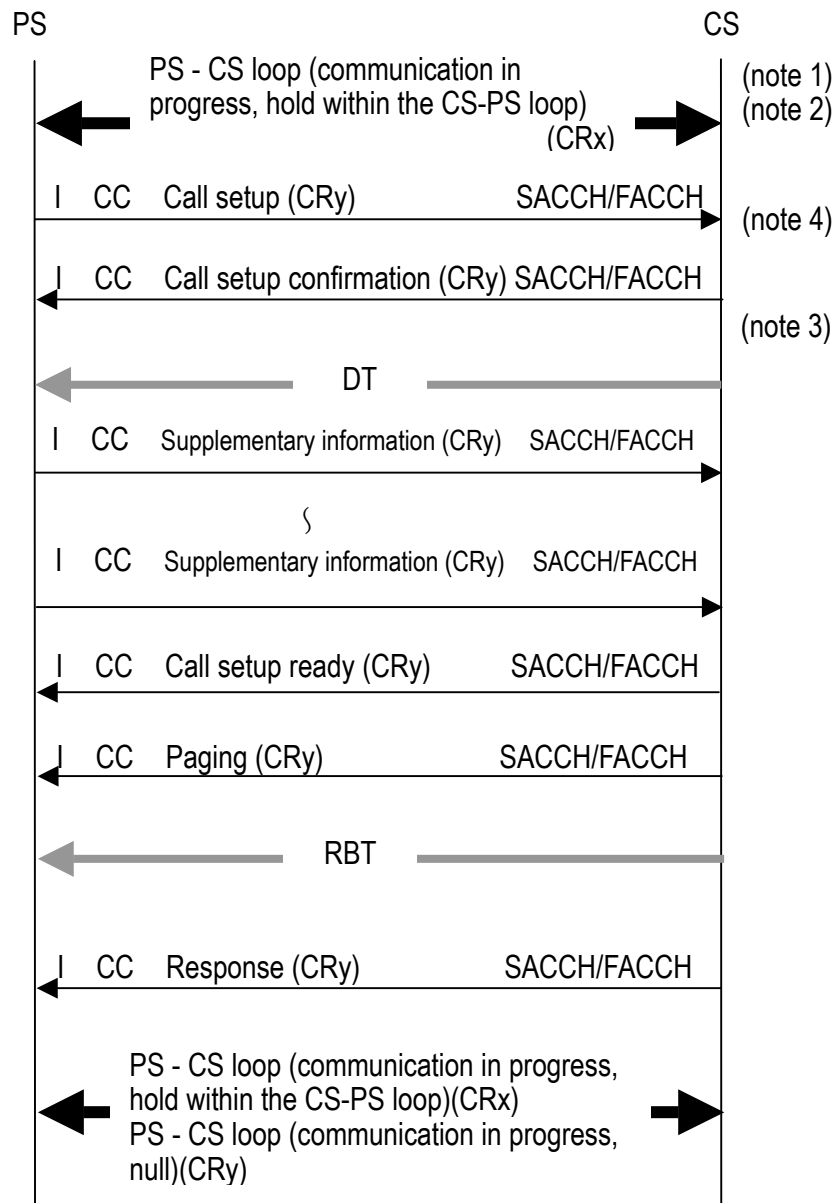 PS CS
PS - CS loop (communication in (note 1)
progress, hold within the CS-PS loop) (note 2)
(CRx)
I CC Call setup (CRy) SACCH/FACCH
(note 4)
I CC Call setup confirmation (CRy) SACCH/FACCH
(note 3)
DT
I CC Supplementary information (CRy) SACCH/FACCH
I CC Supplementary information (CRy) SACCH/FACCH
I CC Call setup ready (CRy) SACCH/FACCH
I CC Paging (CRy) SACCH/FACCH
RBT
I CC Response (CRy) SACCH/FACCH
PS - CS loop (communication in progress,
hold within the CS-PS loop)(CRx)
PS - CS loop (communication in progress,
null)(CRy)